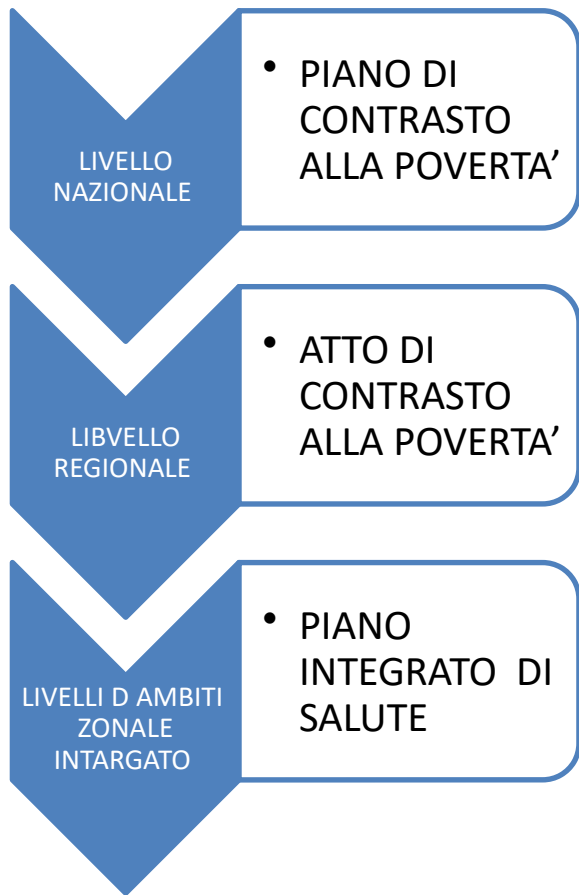 LIVELLO
NAZIONALE
• PIANO DI
CONTRASTO
ALLA POVERTA’
LIBVELLO
REGIONALE
• ATTO DI
CONTRASTO
ALLA POVERTA’
LIVELLI D AMBITI
ZONALE
INTARGATO
• PIANO
INTEGRATO DI
SALUTE